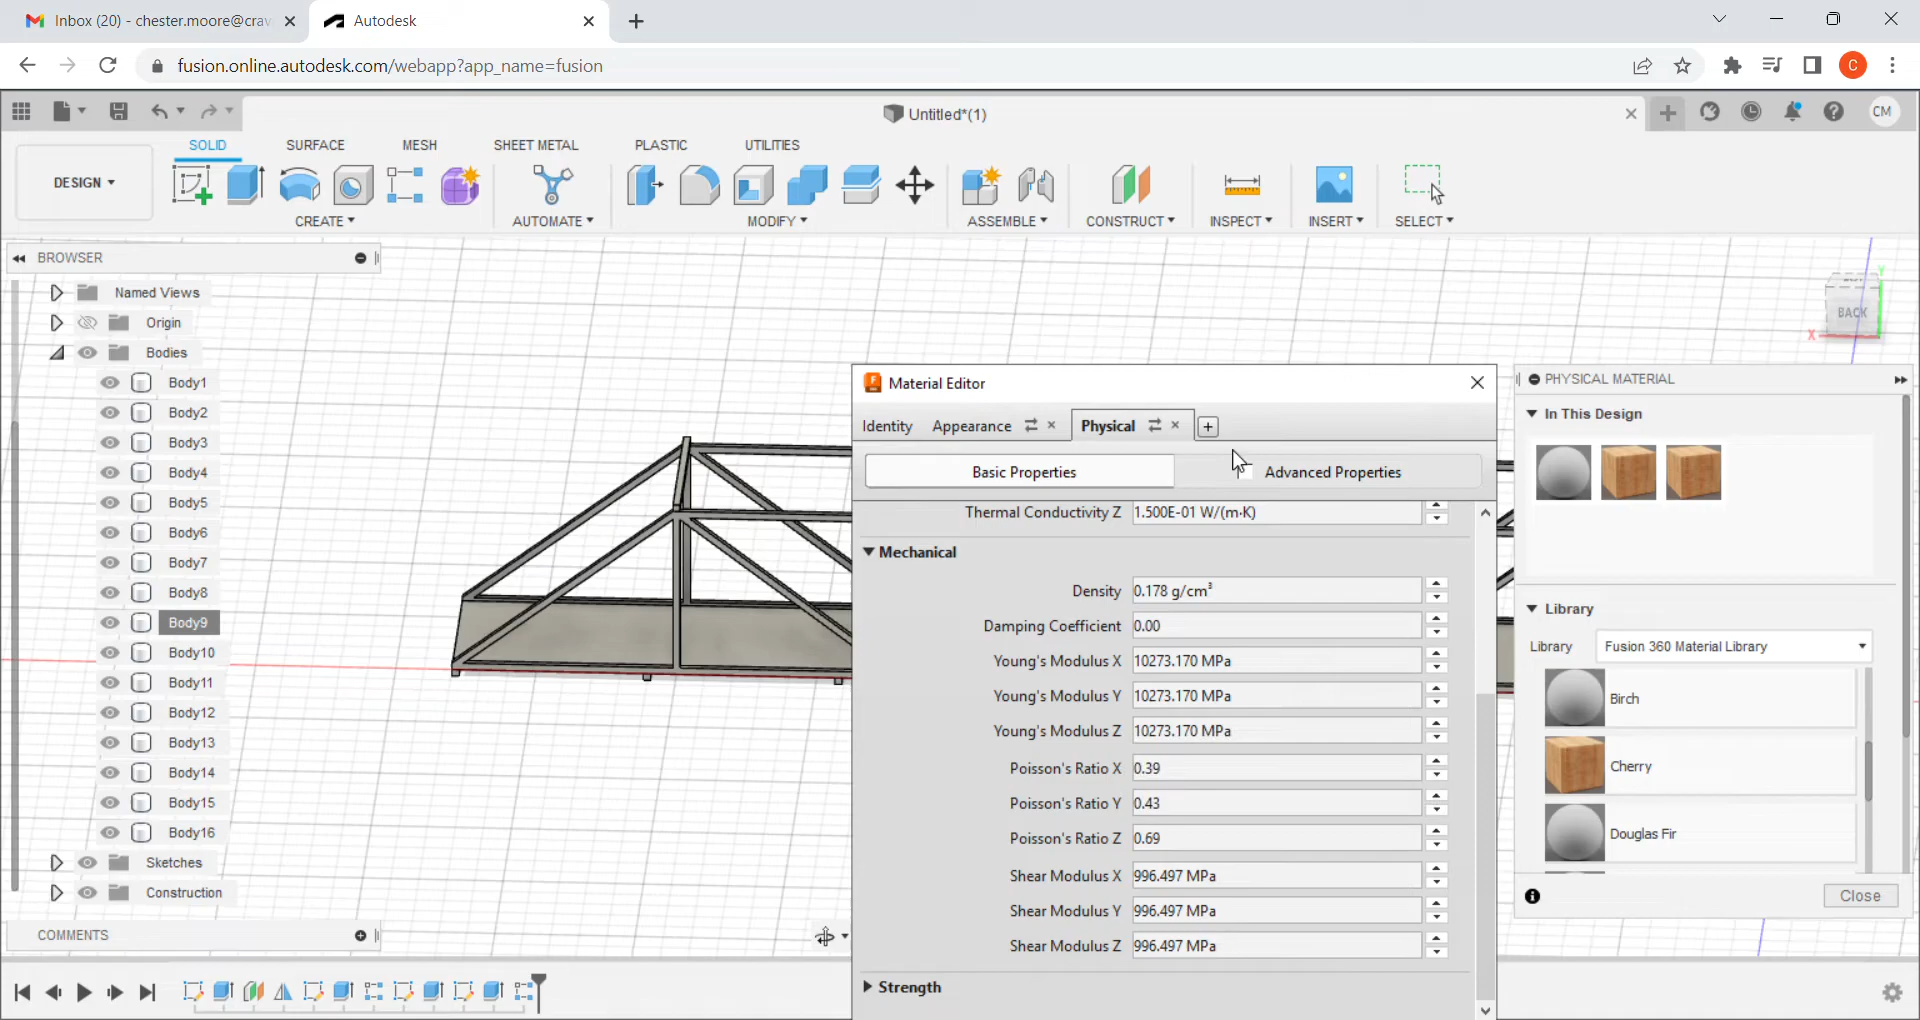 Inbox (20) - chester.moore@crav
Autodesk
fusion.online.autodesk.com/webapp?app_name=fusion
C
Untitled*(1)
CM
SOLID
SURFACE
MESH
SHEET METAL
PLASTIC
UTILITIES
DESIGN
CREATE
AUTOMATE
MODIFY
ASSEMBLE
CONSTRUCT
INSPECT
INSERT
SELECT
BROWSER
Named Views
Origin
Bodies
Body1
Body2
Body3
Body4
Body5
Body6
Body7
Body8
Body9
Body10
Body11
Body12
Body13
Body14
Body15
Body16
Sketches
Construction
COMMENTS
Y
BACK
X
Material Editor
Identity
Appearance
Physical
Basic Properties
Advanced Properties
Thermal Conductivity Z 1.500E-01 W/(m·K)
Mechanical
Density 0.178 g/cm³
Damping Coefficient 0.00
Young's Modulus X 10273.170 MPa
Young's Modulus Y 10273.170 MPa
Young's Modulus Z 10273.170 MPa
Poisson's Ratio X 0.39
Poisson's Ratio Y 0.43
Poisson's Ratio Z 0.69
Shear Modulus X 996.497 MPa
Shear Modulus Y 996.497 MPa
Shear Modulus Z 996.497 MPa
Strength
PHYSICAL MATERIAL
In This Design
Library
Library Fusion 360 Material Library
Birch
Cherry
Douglas Fir
Close